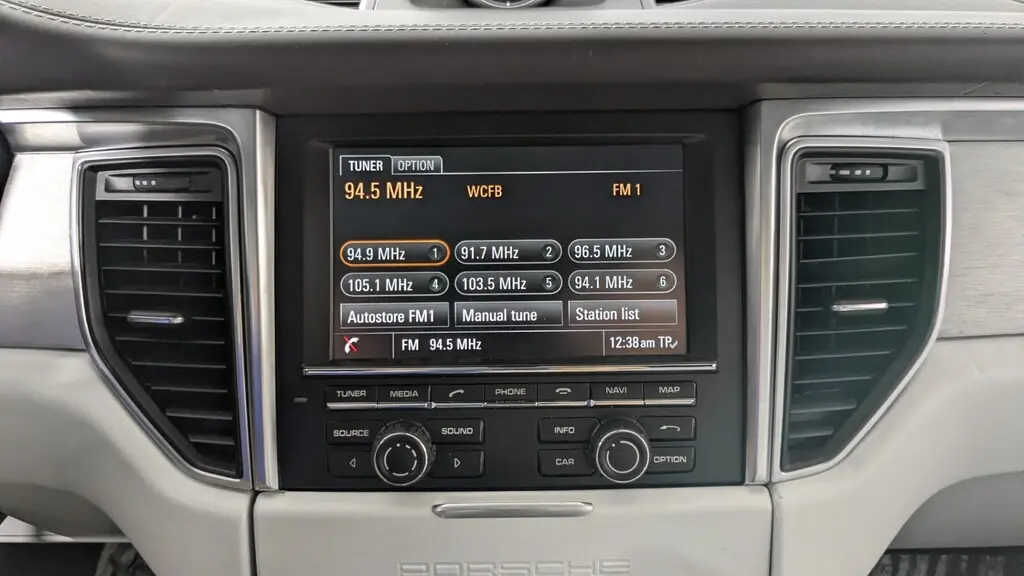 TUNER OPTION
94.5 MHz WCFB FM 1
94.9 MHz 1 91.7 MHz 2 96.5 MHz 3
105.1 MHz 4 103.5 MHz 5 94.1 MHz 6
Autostore FM1 Manual tune Station list
FM 94.5 MHz 12:38 am TP
TUNER MEDIA PHONE NAVI MAP
SOURCE SOUND INFO
CAR OPTION
PORSCHE